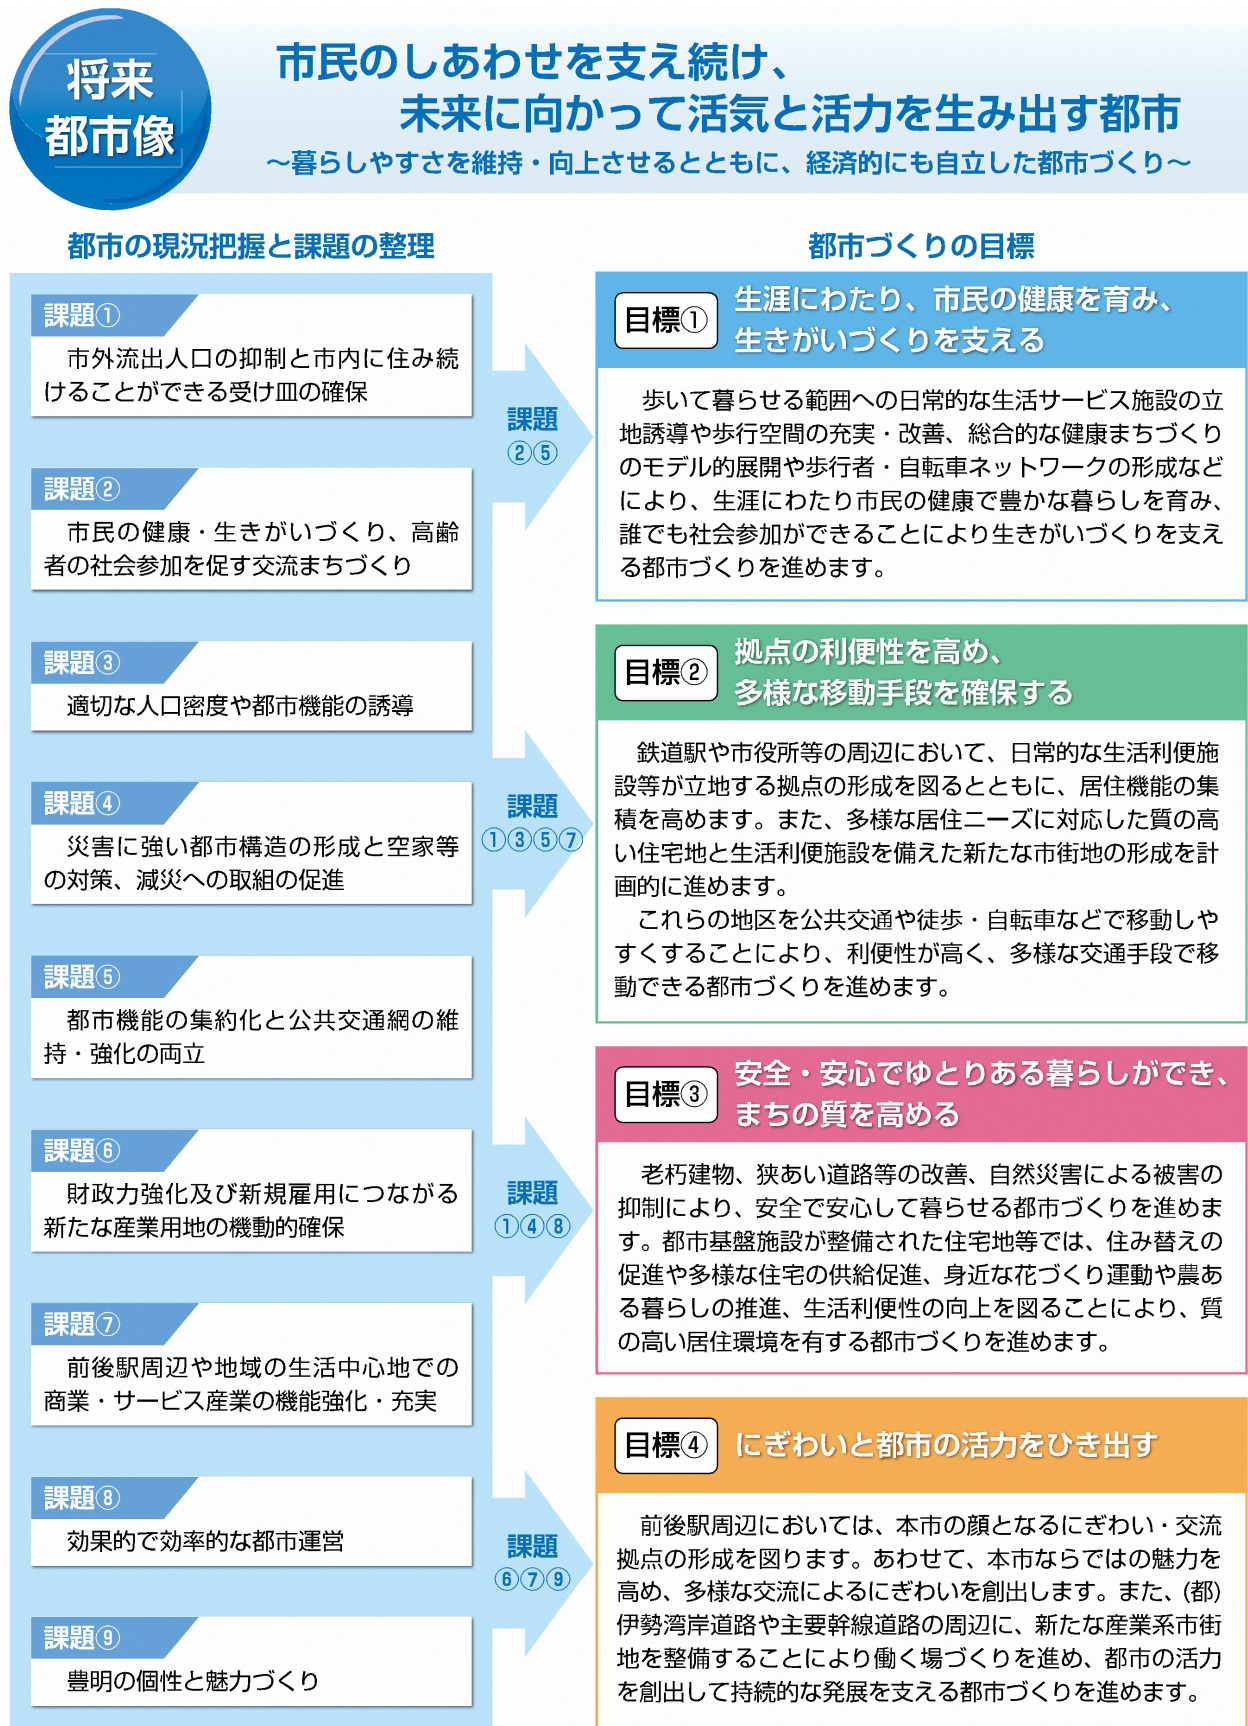 将来
都市像
市民のしあわせを支え続け、
未来に向かって活気と活力を生み出す都市
～暮らしやすさを維持・向上させるとともに、経済的にも自立した都市づくり～
都市の現況把握と課題の整理
課題①
市外流出人口の抑制と市内に住み続
けることができる受け皿の確保
課題②
市民の健康・生きがいづくり、高齢
者の社会参加を促す交流まちづくり
課題③
適切な人口密度や都市機能の誘導
課題④
災害に強い都市構造の形成と空家等
の対策、減災への取組の促進
課題⑤
都市機能の集約化と公共交通網の維
持・強化の両立
課題⑥
財政力強化及び新規雇用につながる
新たな産業用地の機動的確保
課題⑦
前後駅周辺や地域の生活中心地での
商業・サービス産業の機能強化・充実
課題⑧
効果的で効率的な都市運営
課題⑨
豊明の個性と魅力づくり
都市づくりの目標
課題
②⑤
目標①
生涯にわたり、市民の健康を育み、
生きがいづくりを支える
歩いて暮らせる範囲への日常的な生活サービス施設の立
地誘導や歩行空間の充実・改善、総合的な健康まちづくり
のモデル的展開や歩行者・自転車ネットワークの形成など
により、生涯にわたり市民の健康で豊かな暮らしを育み、
誰でも社会参加ができることにより生きがいづくりを支え
る都市づくりを進めます。
課題
①③⑤⑦
目標②
拠点の利便性を高め、
多様な移動手段を確保する
鉄道駅や市役所等の周辺において、日常的な生活利便施
設等が立地する拠点の形成を図るとともに、居住機能の集
積を高めます。また、多様な居住ニーズに対応した質の高
い住宅地と生活利便施設を備えた新たな市街地の形成を計
画的に進めます。
これらの地区を公共交通や徒歩・自転車などで移動しや
すくすることにより、利便性が高く、多様な交通手段で移
動できる都市づくりを進めます。
課題
①④⑧
目標③
安全・安心でゆとりある暮らしができ、
まちの質を高める
老朽建物、狭あい道路等の改善、自然災害による被害の
抑制により、安全で安心して暮らせる都市づくりを進めま
す。都市基盤施設が整備された住宅地等では、住み替えの
促進や多様な住宅の供給促進、身近な花づくり運動や農あ
る暮らしの推進、生活利便性の向上を図ることにより、質
の高い居住環境を有する都市づくりを進めます。
課題
⑥⑦⑨
目標④
にぎわいと都市の活力をひき出す
前後駅周辺においては、本市の顔となるにぎわい・交流
拠点の形成を図ります。あわせて、本市ならではの魅力を
高め、多様な交流によるにぎわいを創出します。また、(都)
伊勢湾岸道路や主要幹線道路の周辺に、新たな産業系市街
地を整備することにより働く場づくりを進め、都市の活力
を創出して持続的な発展を支える都市づくりを進めます。